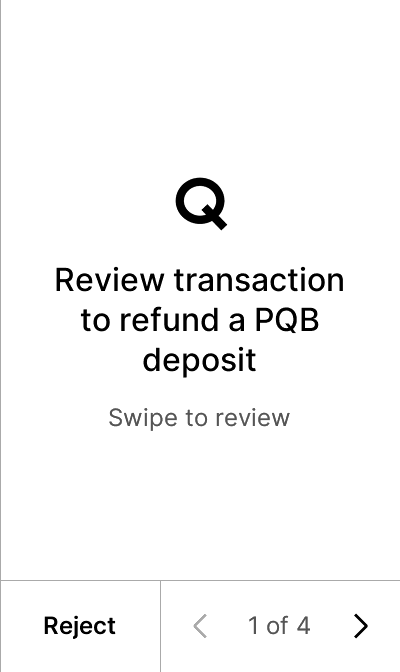 Q
Review transaction
to refund a PQB
deposit
Swipe to review
Reject
1 of 4